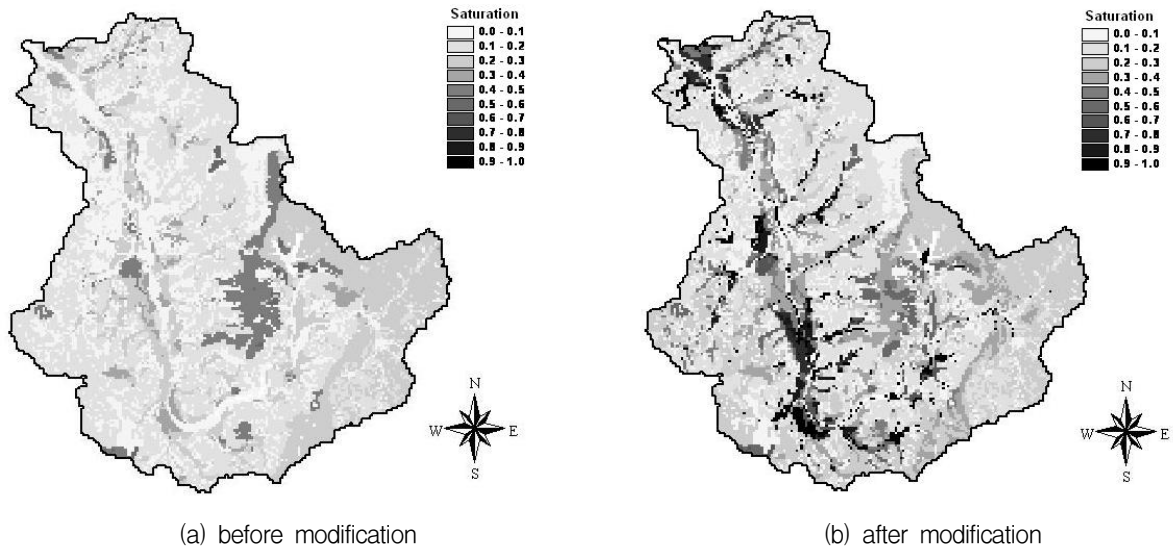 Saturation
0.0 - 0.1
0.1 - 0.2
0.2 - 0.3
0.3 - 0.4
0.4 - 0.5
0.5 - 0.6
0.6 - 0.7
0.7 - 0.8
0.8 - 0.9
0.9 - 1.0
N
W E
S
(a) before modification
Saturation
0.0 - 0.1
0.1 - 0.2
0.2 - 0.3
0.3 - 0.4
0.4 - 0.5
0.5 - 0.6
0.6 - 0.7
0.7 - 0.8
0.8 - 0.9
0.9 - 1.0
N
W E
S
(b) after modification